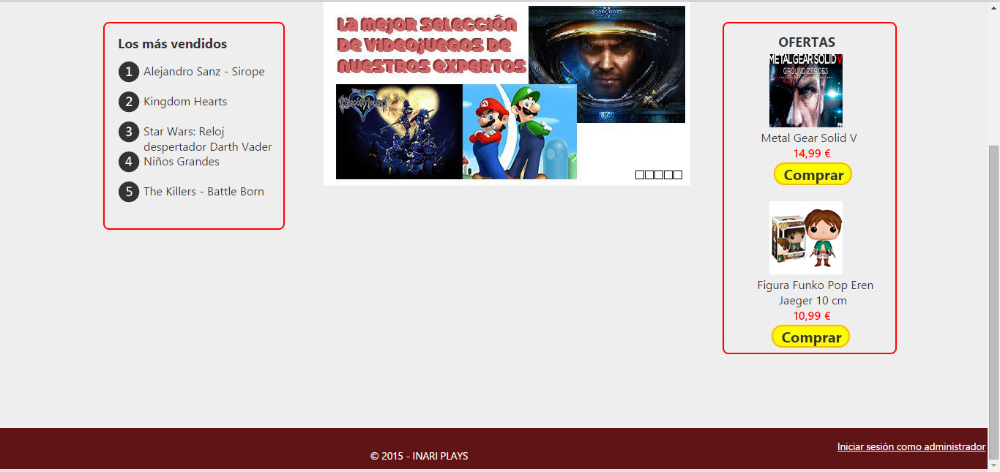 Los más vendidos
1 Alejandro Sanz - Sirope
2 Kingdom Hearts
3 Star Wars: Reloj
despertador Darth Vader
4 Niños Grandes
5 The Killers - Battle Born
La mejor selección
de videojuegos de
nuestros expertos
STARCRAFT
KINGDOM HEARTS
OFERTAS
METAL GEAR SOLID V
GROUND ZEROES
Metal Gear Solid V
14,99 €
Comprar
Figura Funko Pop Eren
Jaeger 10 cm
10,99 €
Comprar
Iniciar sesión como administrador
© 2015 - INARI PLAYS